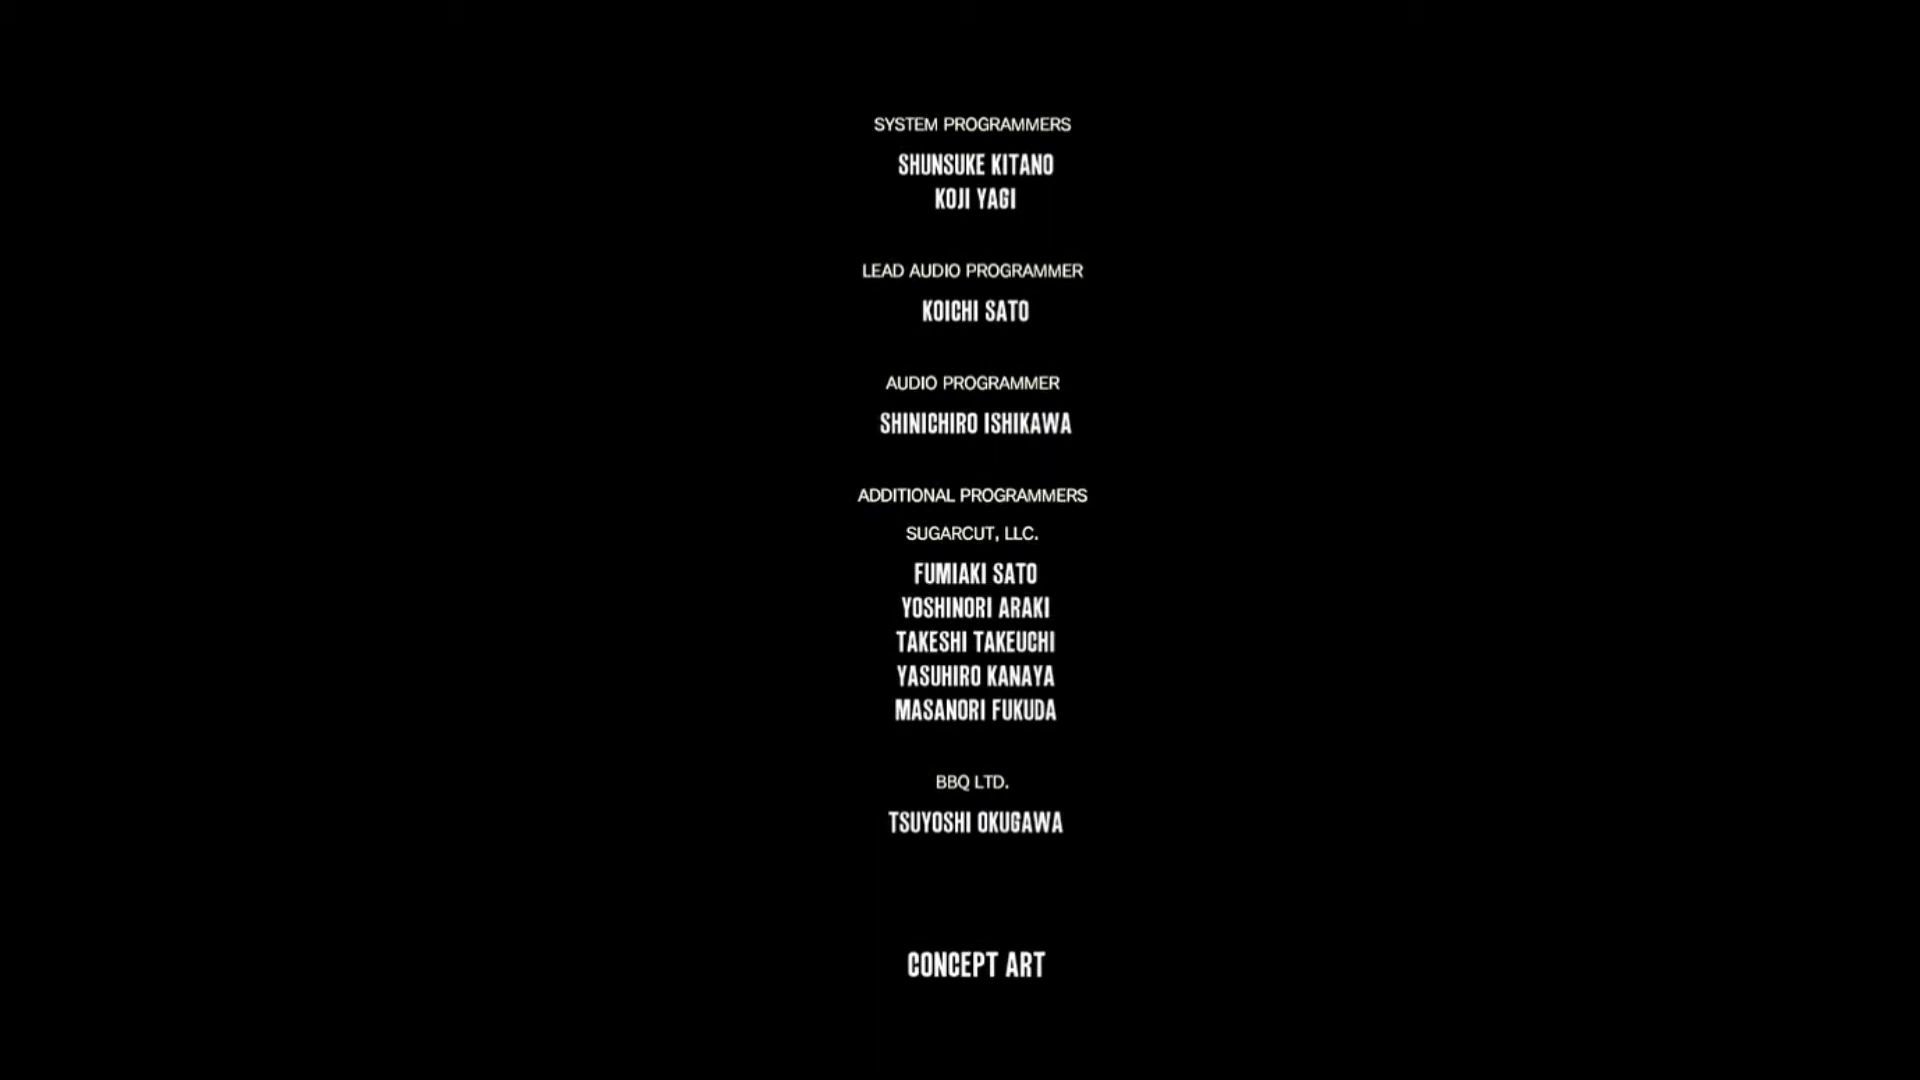 SYSTEM PROGRAMMERS
SHUNSUKE KITANO
KOJI YAGI
LEAD AUDIO PROGRAMMER
KOICHI SATO
AUDIO PROGRAMMER
SHINICHIRO ISHIKAWA
ADDITIONAL PROGRAMMERS
SUGARCUT, LLC.
FUMIAKI SATO
YOSHINORI ARAKI
TAKESHI TAKEUCHI
YASUHIRO KANAYA
MASANORI FUKUDA
BBQ LTD.
TSUYOSHI OKUGAWA
CONCEPT ART